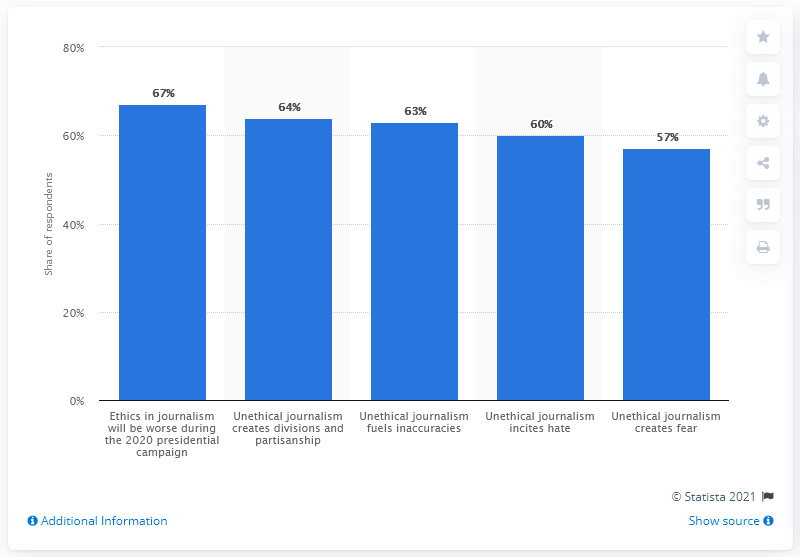 80%
60%
40%
20%
0%
Share of respondents
67%
64%
63%
60%
57%
Ethics in journalism
will be worse during
the 2020 presidential
campaign
Unethical journalism
creates divisions and
partisanship
Unethical journalism
fuels inaccuracies
Unethical journalism
incites hate
Unethical journalism
creates fear
© Statista 2021
Additional Information
Show source